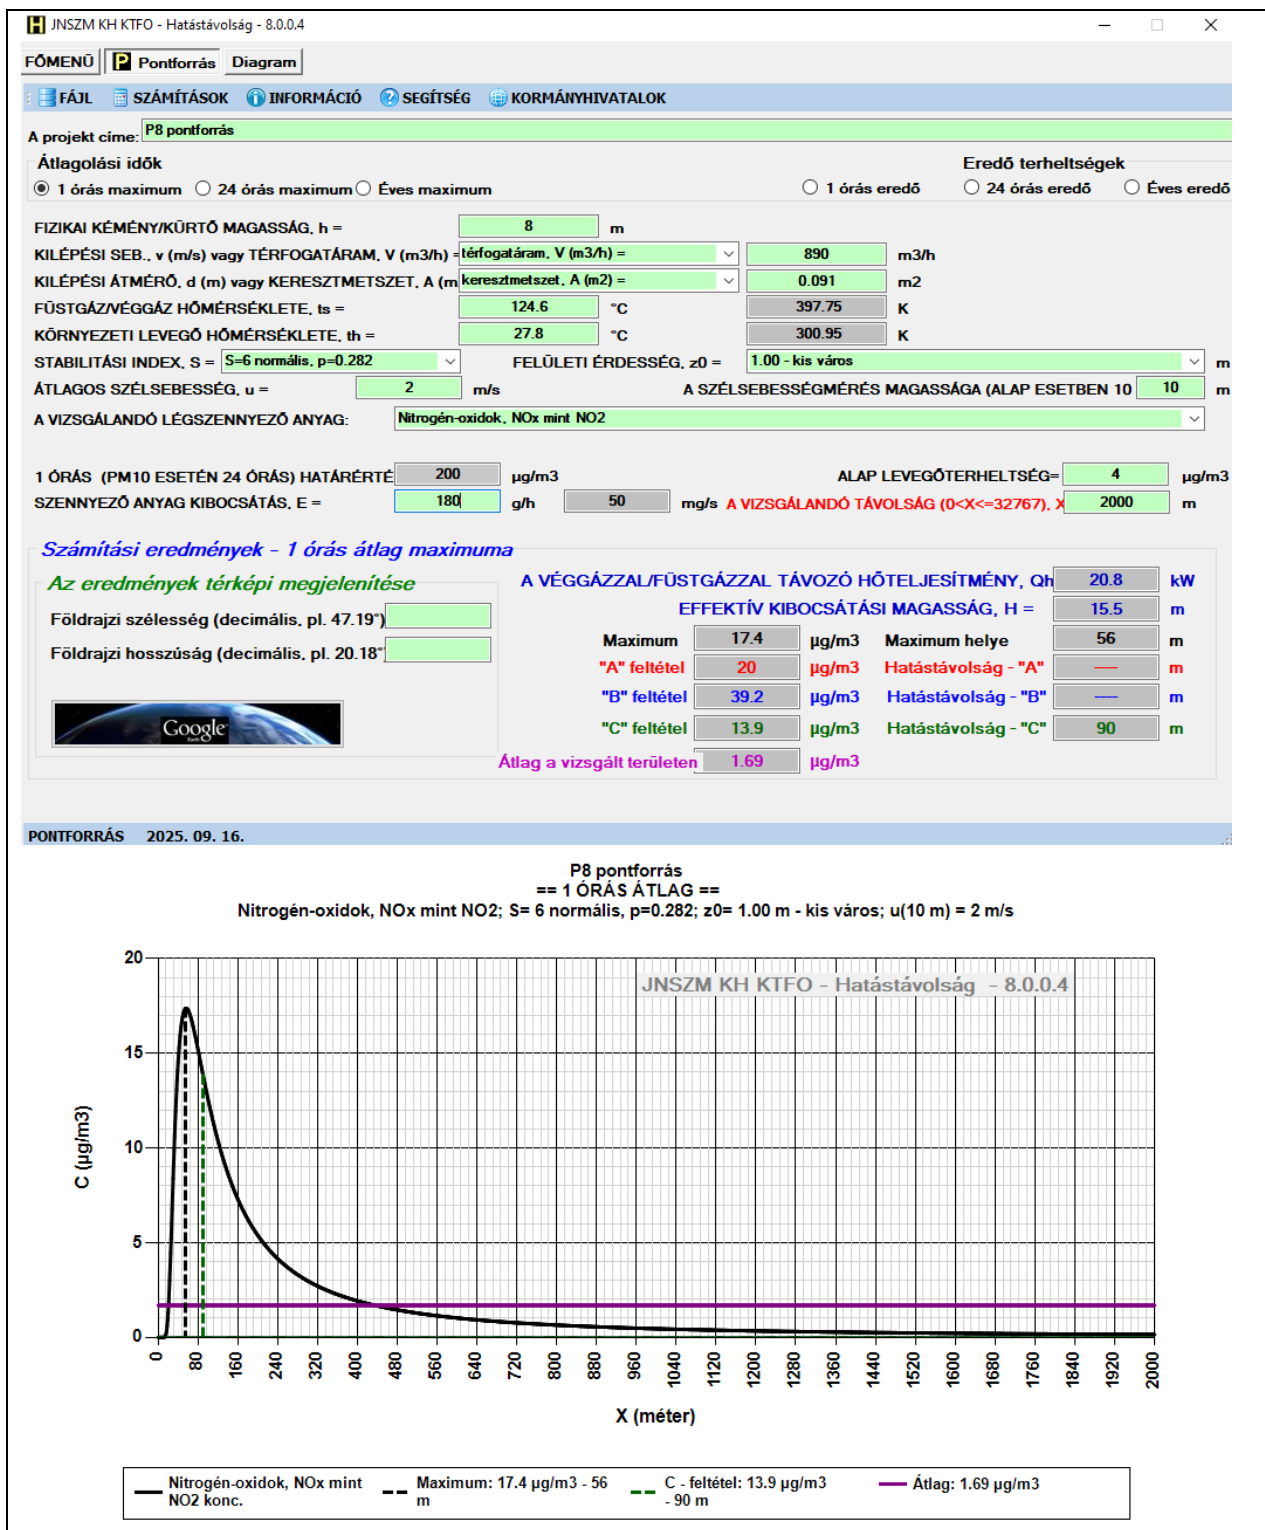 JNSZM KH KTFO - Hatástávolság - 8.0.0.4
FŐMENÜ P Pontforrás Diagram
FÁJL SZÁMÍTÁSOK INFORMÁCIÓ SEGÍTSÉG KORMÁNYHIVATALOK
A projekt címe: P8 pontforrás
Átlagolási idők Eredő terheltségek
1 órás maximum 24 órás maximum Éves maximum 1 órás eredő 24 órás eredő Éves eredő
FIZIKAI KÉMÉNY/KÜRTŐ MAGASSÁG, h = 8 m
KILÉPÉSI SEB., v (m/s) vagy TÉRFOGATÁRAM, V (m3/h) = térfogatáram, V (m3/h) = 890 m3/h
KILÉPÉSI ÁTMÉRŐ, d (m) vagy KERESZTMETSZET, A (m keresztmetszet, A (m2) = 0.091 m2
FÜSTGÁZ/VÉGGÁZ HŐMÉRSÉKLETE, ts = 124.6 °C 397.75 K
KÖRNYEZETI LEVEGŐ HŐMÉRSÉKLETE, th = 27.8 °C 300.95 K
STABILITÁSI INDEX, S = S=6 normális, p=0.282 FELÜLETI ÉRDESSÉG, z0 = 1.00 - kis város m
ÁTLAGOS SZÉLSEBESSÉG, u = 2 m/s A SZÉLSEBESSÉGMÉRÉS MAGASSÁGA (ALAP ESETBEN 10 10 m
A VIZSGÁLANDÓ LÉGSZENNYEZŐ ANYAG: Nitrogén-oxidok, NOx mint NO2
1 ÓRÁS (PM10 ESETÉN 24 ÓRÁS) HATÁRÉRTÉ 200 µg/m3 ALAP LEVEGŐTERHELTSÉG= 4 µg/m3
SZENNYEZŐ ANYAG KIBOCSÁTÁS, E = 180 g/h 50 mg/s A VIZSGÁLANDÓ TÁVOLSÁG (0<X<=32767), X 2000 m
Számítási eredmények - 1 órás átlag maximuma
Az eredmények térképi megjelenítése A VÉGGÁZZAL/FÜSTGÁZZAL TÁVOZÓ HŐTELJESÍTMÉNY, Qh 20.8 kW
Földrajzi szélesség (decimális, pl. 47.19°) EFFEKTÍV KIBOCSÁTÁSI MAGASSÁG, H = 15.5 m
Földrajzi hosszúság (decimális, pl. 20.18° Maximum 17.4 µg/m3 Maximum helye 56 m
"A" feltétel 20 µg/m3 Hatástávolság - "A" ---- m
"B" feltétel 39.2 µg/m3 Hatástávolság - "B" ---- m
Google Earth "C" feltétel 13.9 µg/m3 Hatástávolság - "C" 90 m
Átlag a vizsgált területen 1.69 µg/m3
PONTFORRÁS 2025. 09. 16.
P8 pontforrás
== 1 ÓRÁS ÁTLAG ==
Nitrogén-oxidok, NOx mint NO2; S= 6 normális, p=0.282; z0= 1.00 m - kis város; u(10 m) = 2 m/s
JNSZM KH KTFO - Hatástávolság - 8.0.0.4
20
15
10
5
0
C (µg/m3)
0 80 160 240 320 400 480 560 640 720 800 880 960 1040 1120 1200 1280 1360 1440 1520 1600 1680 1760 1840 1920 2000
X (méter)
Nitrogén-oxidok, NOx mint NO2 konc.
Maximum: 17.4 µg/m3 - 56 m
C - feltétel: 13.9 µg/m3 - 90 m
Átlag: 1.69 µg/m3